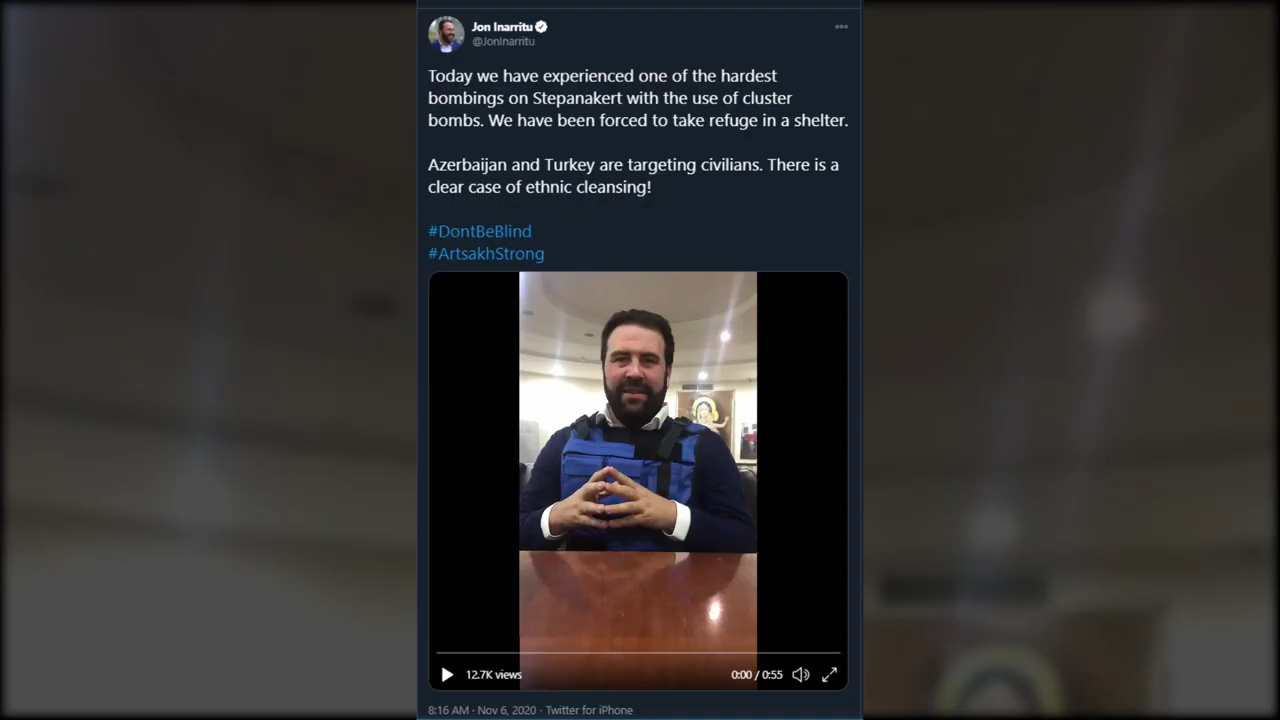 Jon Inarritu
@JonInarritu
Today we have experienced one of the hardest
bombings on Stepanakert with the use of cluster
bombs. We have been forced to take refuge in a shelter.
Azerbaijan and Turkey are targeting civilians. There is a
clear case of ethnic cleansing!
#DontBeBlind
#ArtsakhStrong
12.7K views
0:00 / 0:55
8:16 AM · Nov 6, 2020 · Twitter for iPhone